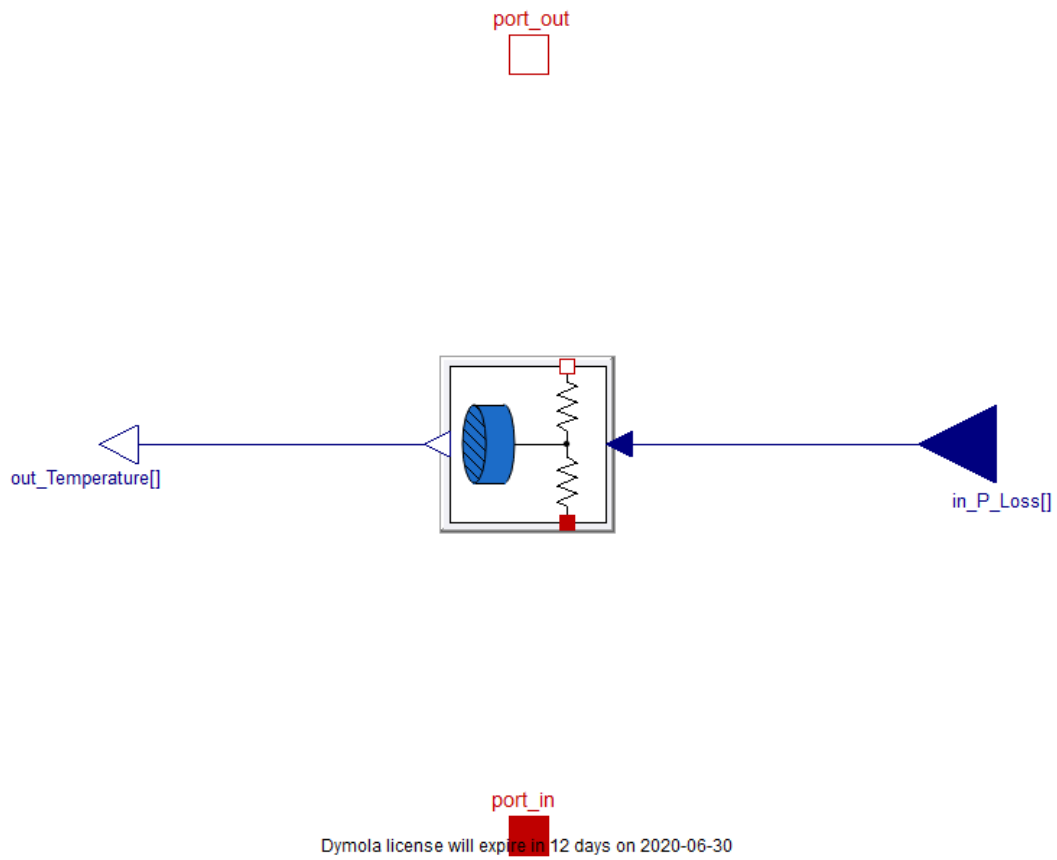 port_out
out_Temperature[]
in_P_Loss[]
port_in
Dymola license will expire in 12 days on 2020-06-30